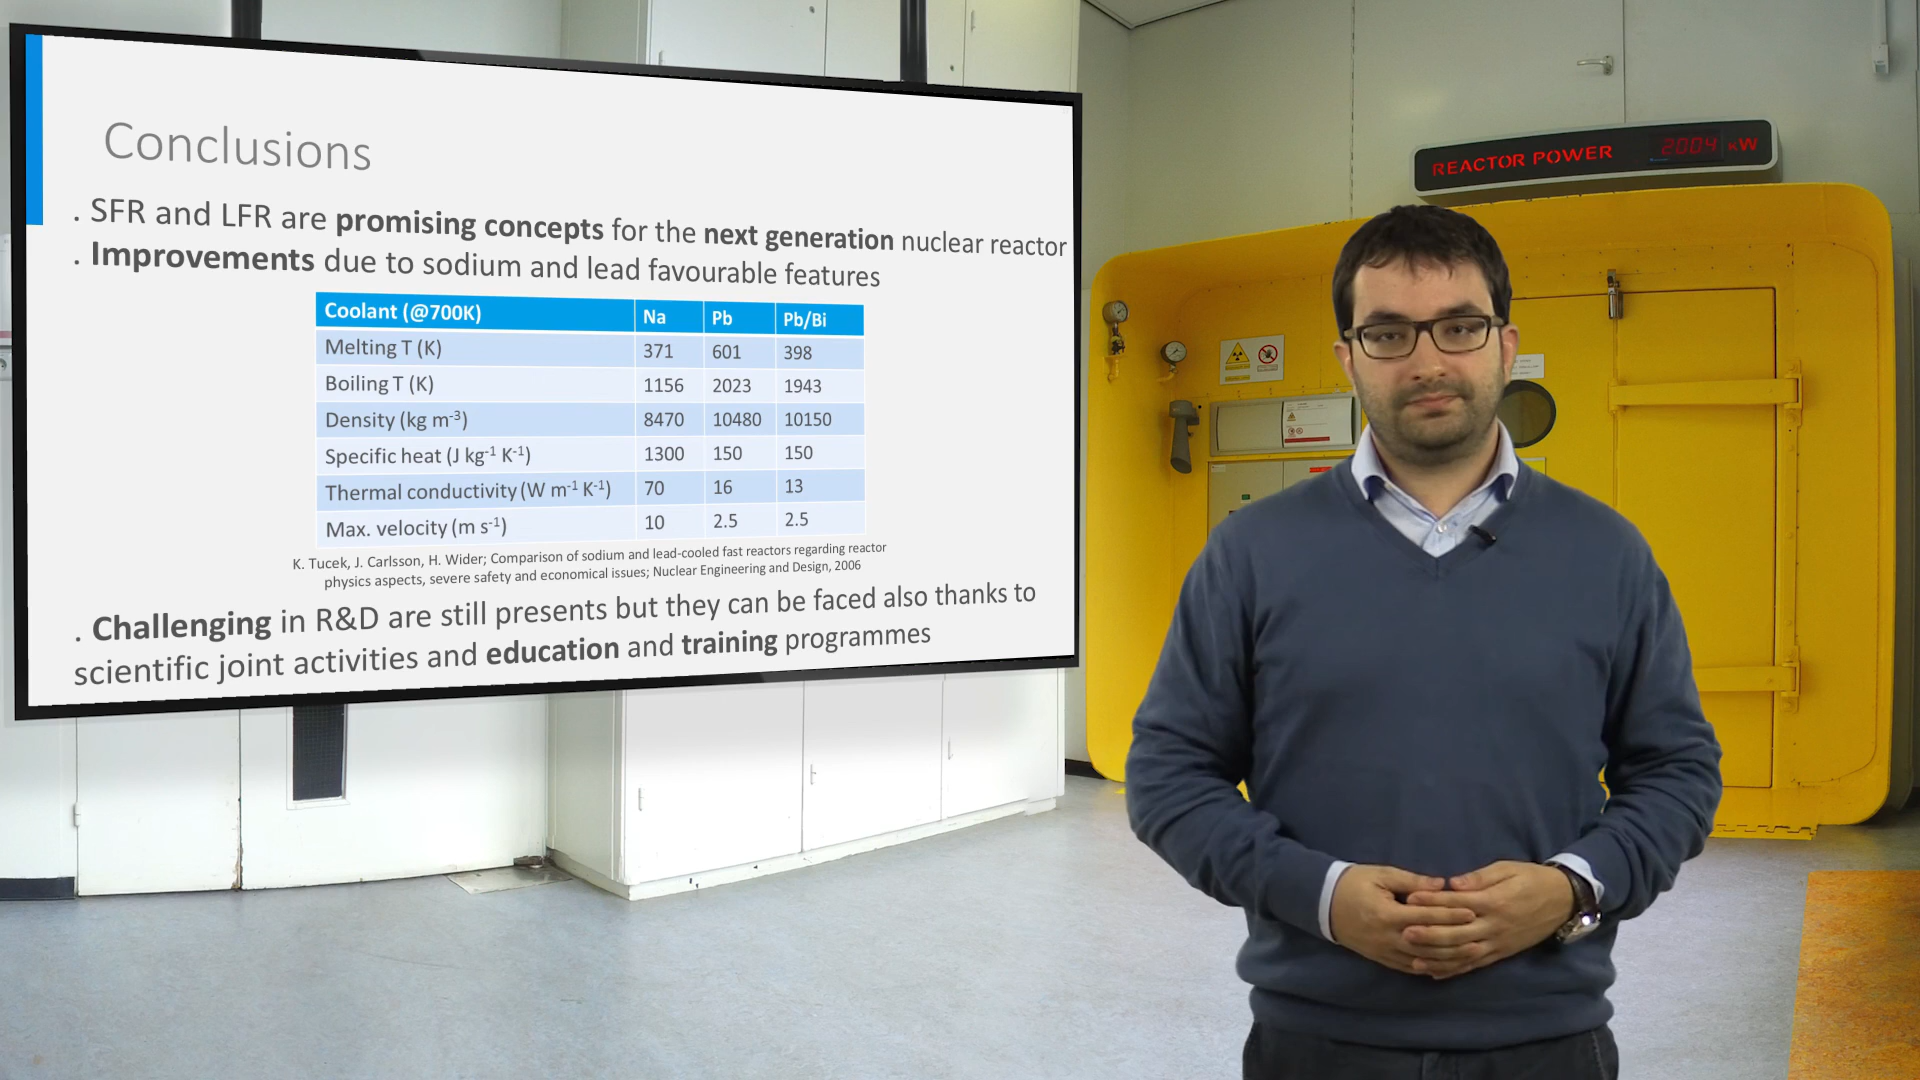 Conclusions
. SFR and LFR are promising concepts for the next generation nuclear reactor
. Improvements due to sodium and lead favourable features
Coolant (@700K) Na Pb Pb/Bi
Melting T (K) 371 601 398
Boiling T (K) 1156 2023 1943
Density (kg m-3) 8470 10480 10150
Specific heat (J kg-1 K-1) 1300 150 150
Thermal conductivity (W m-1 K-1) 70 16 13
Max. velocity (m s-1) 10 2.5 2.5
K. Tucek, J. Carlsson, H. Wider; Comparison of sodium and lead-cooled fast reactors regarding reactor
physics aspects, severe safety and economical issues; Nuclear Engineering and Design, 2006
. Challenging in R&D are still presents but they can be faced also thanks to
scientific joint activities and education and training programmes
REACTOR POWER 2004 kW